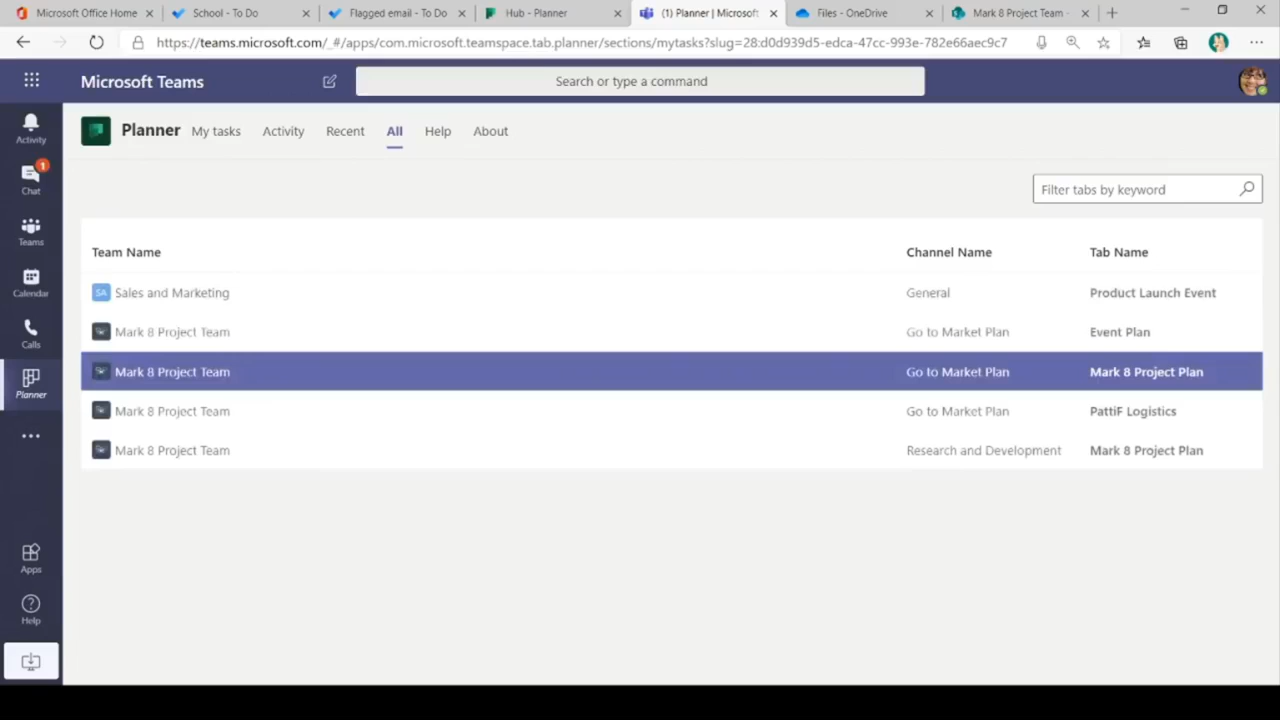 Microsoft Office Home
School - To Do
Flagged email - To Do
Hub - Planner
(1) Planner | Microsoft
Files - OneDrive
Mark 8 Project Team -
https://teams.microsoft.com/_#/apps/com.microsoft.teamspace.tab.planner/sections/mytasks?slug=28:d0d939d5-edca-47cc-993e-782e66aec9c7
Microsoft Teams
Search or type a command
Activity
Chat
1
Teams
Calendar
Calls
Planner
Apps
Help
Planner My tasks Activity Recent All Help About
Filter tabs by keyword
Team Name Channel Name Tab Name
SA Sales and Marketing General Product Launch Event
Mark 8 Project Team Go to Market Plan Event Plan
Mark 8 Project Team Go to Market Plan Mark 8 Project Plan
Mark 8 Project Team Go to Market Plan PattiF Logistics
Mark 8 Project Team Research and Development Mark 8 Project Plan